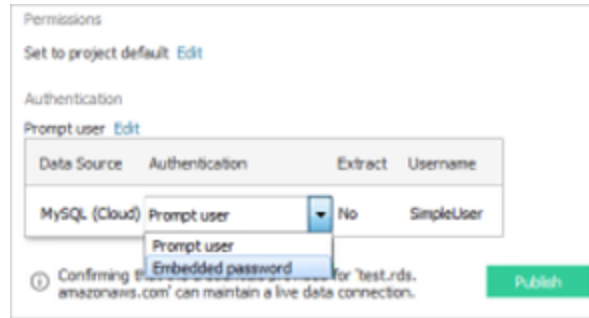 Permissions
Set to project default Edit
Authentication
Prompt user Edit
Data Source Authentication Extract Username
MySQL (Cloud) Prompt user No SimpleUser
Prompt user
Embedded password
Confirming for 'test.rds.
amazonaws.com' can maintain a live data connection.
Publish